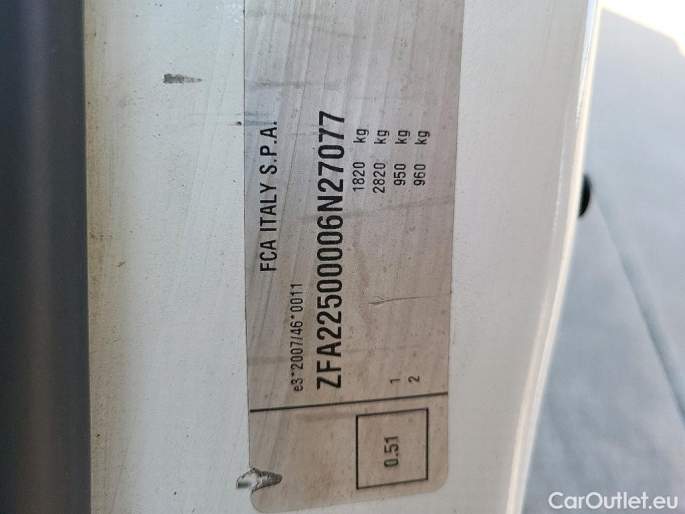 FCA ITALY S.P.A.
e3*2007/46*0011
ZFA22500006N27077
1820 kg
2820 kg
1 950 kg
2 960 kg
0.51
CarOutlet.eu